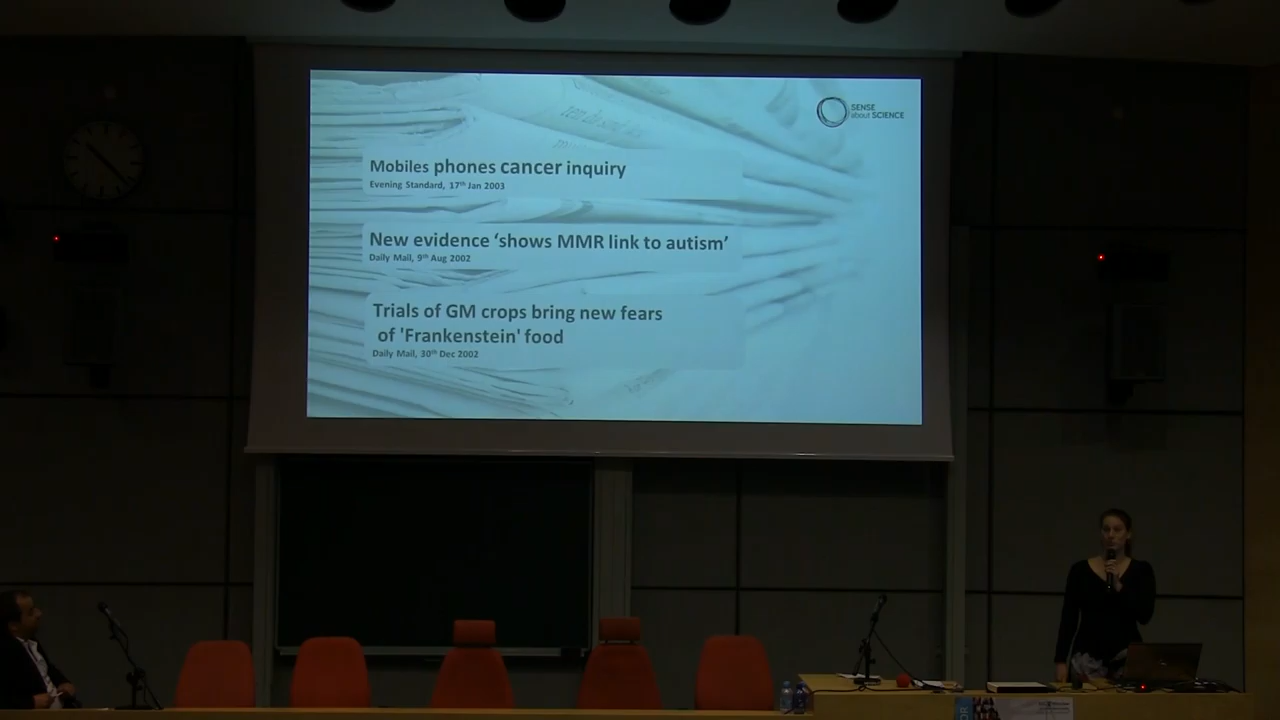 SENSE
about SCIENCE
Mobiles phones cancer inquiry
Evening Standard, 17th Jan 2003
New evidence ‘shows MMR link to autism’
Daily Mail, 9th Aug 2002
Trials of GM crops bring new fears
of 'Frankenstein' food
Daily Mail, 30th Dec 2002